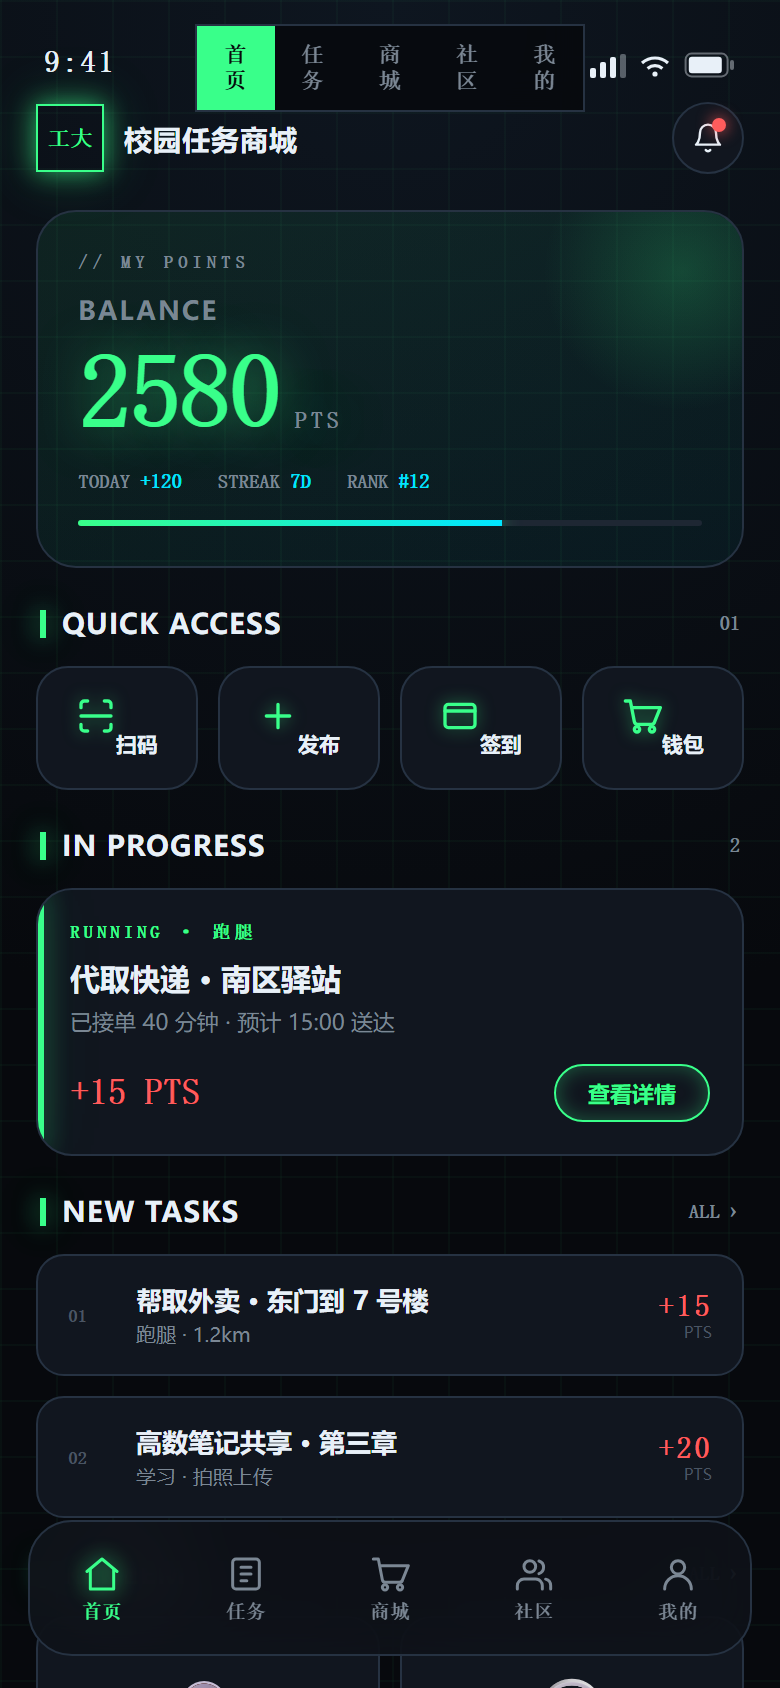 9:41
首页
任务
商城
社区
我的
工大
校园任务商城
// MY POINTS
BALANCE
2580 PTS
TODAY +120 STREAK 7D RANK #12
QUICK ACCESS 01
扫码
发布
签到
钱包
IN PROGRESS 2
RUNNING • 跑腿
代取快递 • 南区驿站
已接单 40 分钟 · 预计 15:00 送达
+15 PTS
查看详情
NEW TASKS ALL ›
01
帮取外卖 • 东门到 7 号楼
跑腿 · 1.2km
+15
PTS
02
高数笔记共享 • 第三章
学习 · 拍照上传
+20
PTS
首页
任务
商城
社区
我的